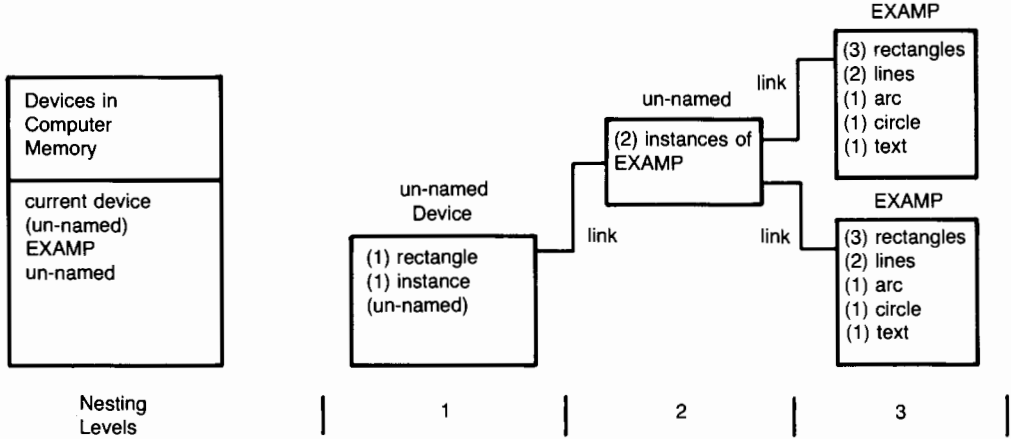 Devices in
Computer
Memory
current device
(un-named)
EXAMP
un-named
un-named
Device
(1) rectangle
(1) instance
(un-named)
link
un-named
(2) instances of
EXAMP
link
link
EXAMP
(3) rectangles
(2) lines
(1) arc
(1) circle
(1) text
EXAMP
(3) rectangles
(2) lines
(1) arc
(1) circle
(1) text
Nesting
Levels
1
2
3